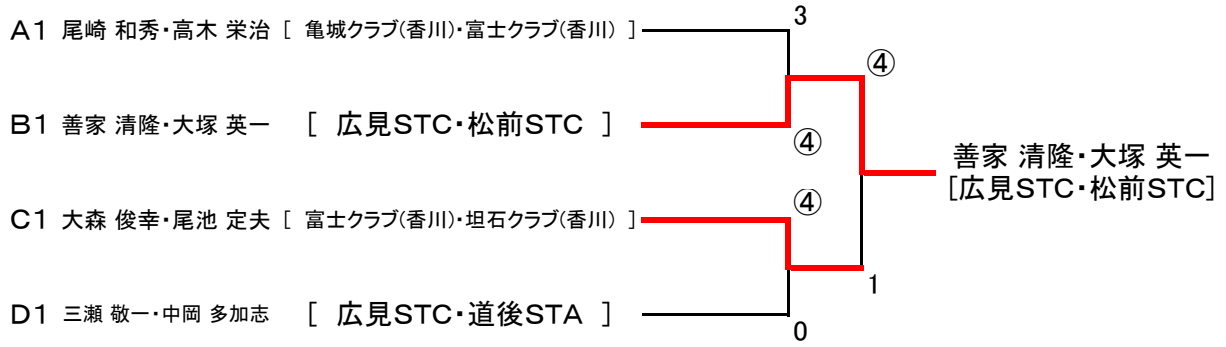 A1 尾崎 和秀・高木 栄治 [ 亀城クラブ(香川)・富士クラブ(香川) ]
3
④
B1 善家 清隆・大塚 英一 [ 広見STC・松前STC ]
④
善家 清隆・大塚 英一
[広見STC・松前STC]
C1 大森 俊幸・尾池 定夫 [ 富士クラブ(香川)・坦石クラブ(香川) ]
④
1
D1 三瀬 敬一・中岡 多加志 [ 広見STC・道後STA ]
0